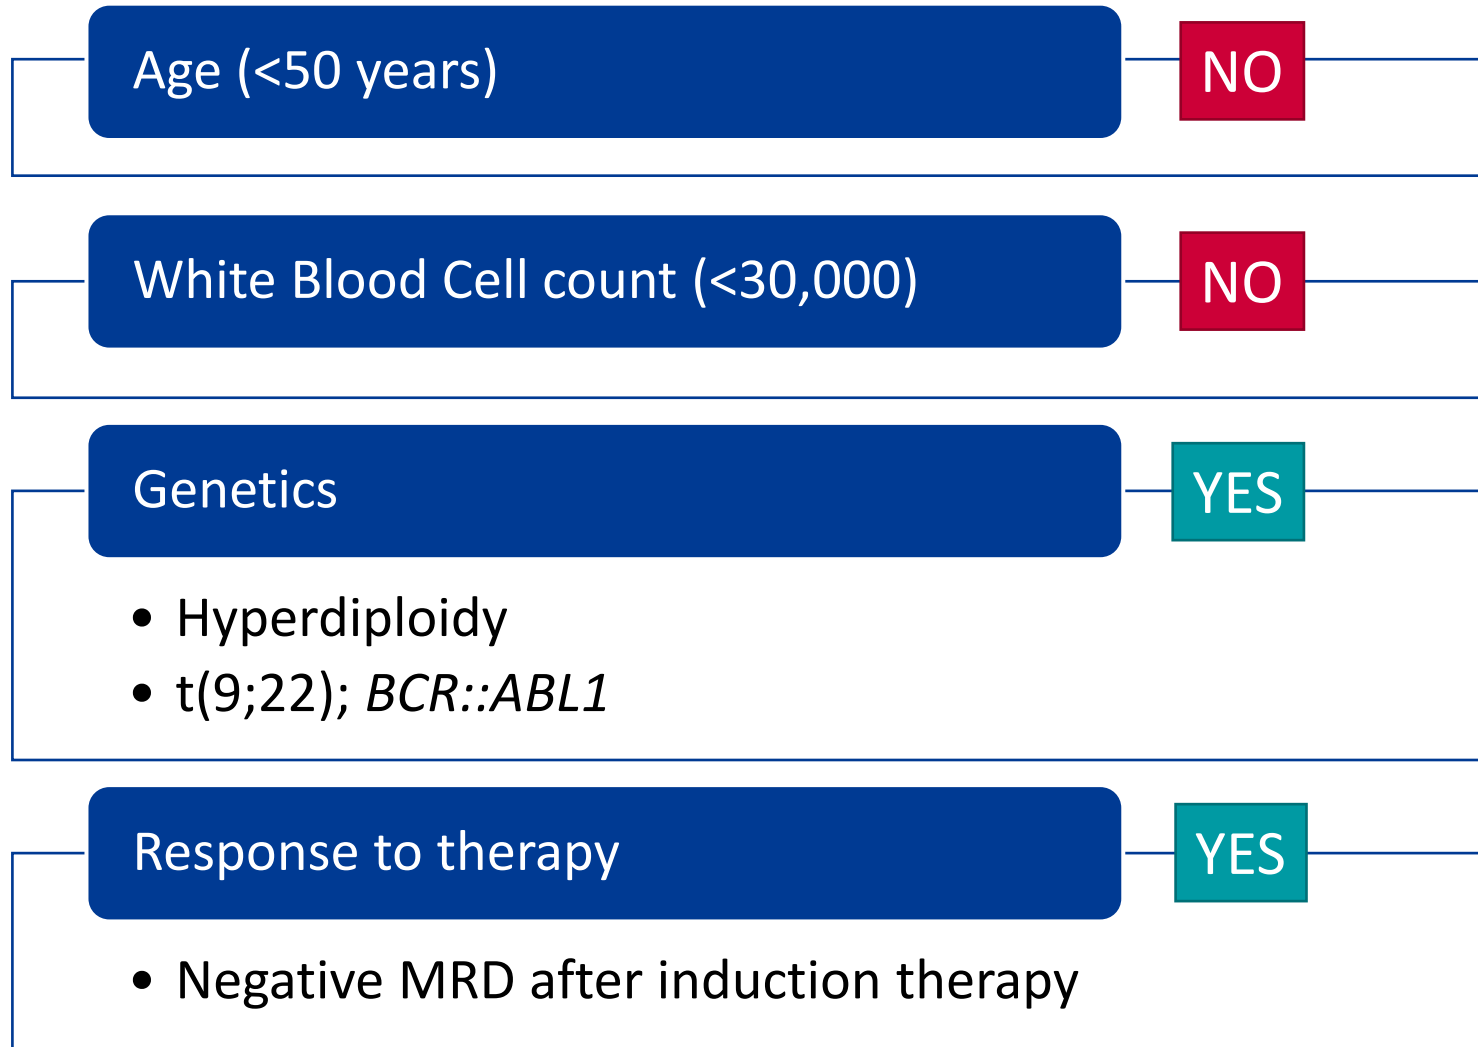 Age (<50 years)
NO
White Blood Cell count (<30,000)
NO
Genetics
YES
• Hyperdiploidy
• t(9;22); BCR::ABL1
Response to therapy
YES
• Negative MRD after induction therapy